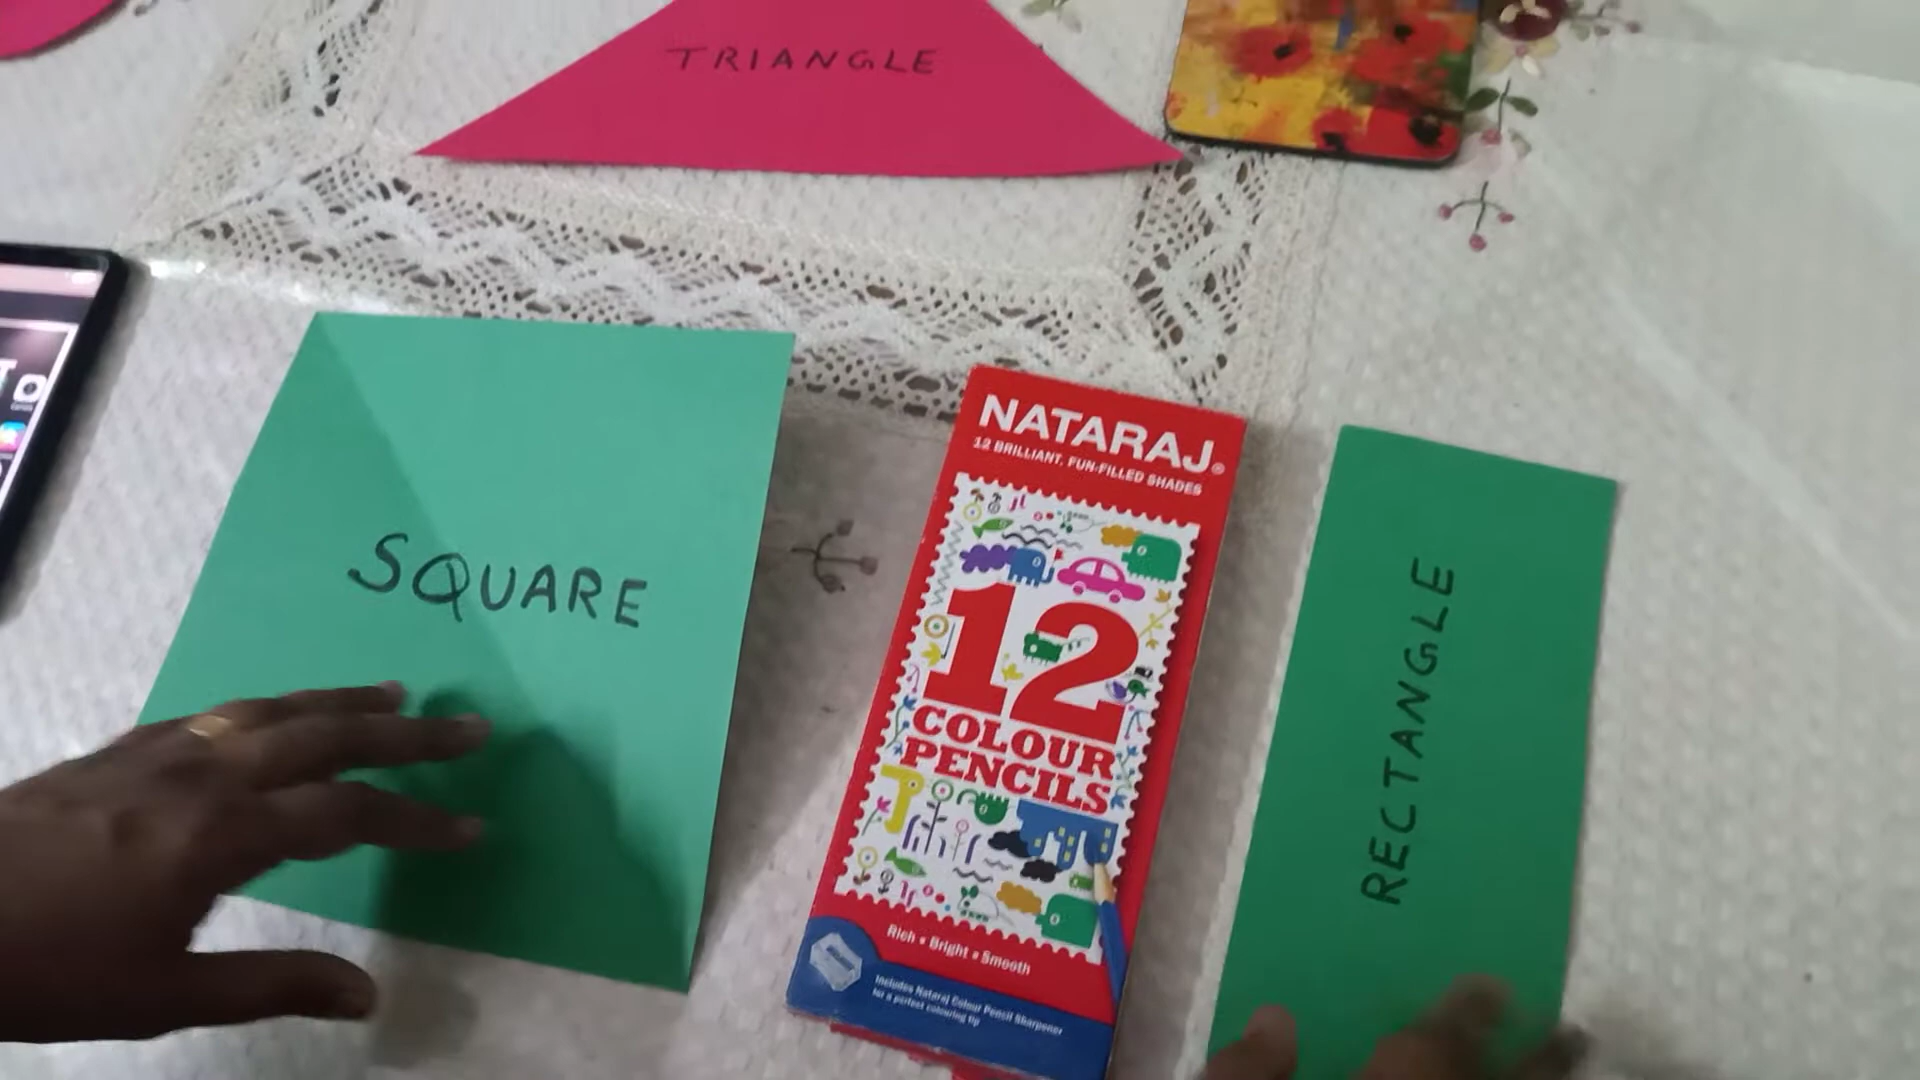 TRIANGLE
SQUARE
NATARAJ®
12 BRILLIANT, FUN-FILLED SHADES
12
COLOUR
PENCILS
Rich • Bright • Smooth
Includes Nataraj Colour Pencil Sharpener
for a perfect colouring tip
RECTANGLE